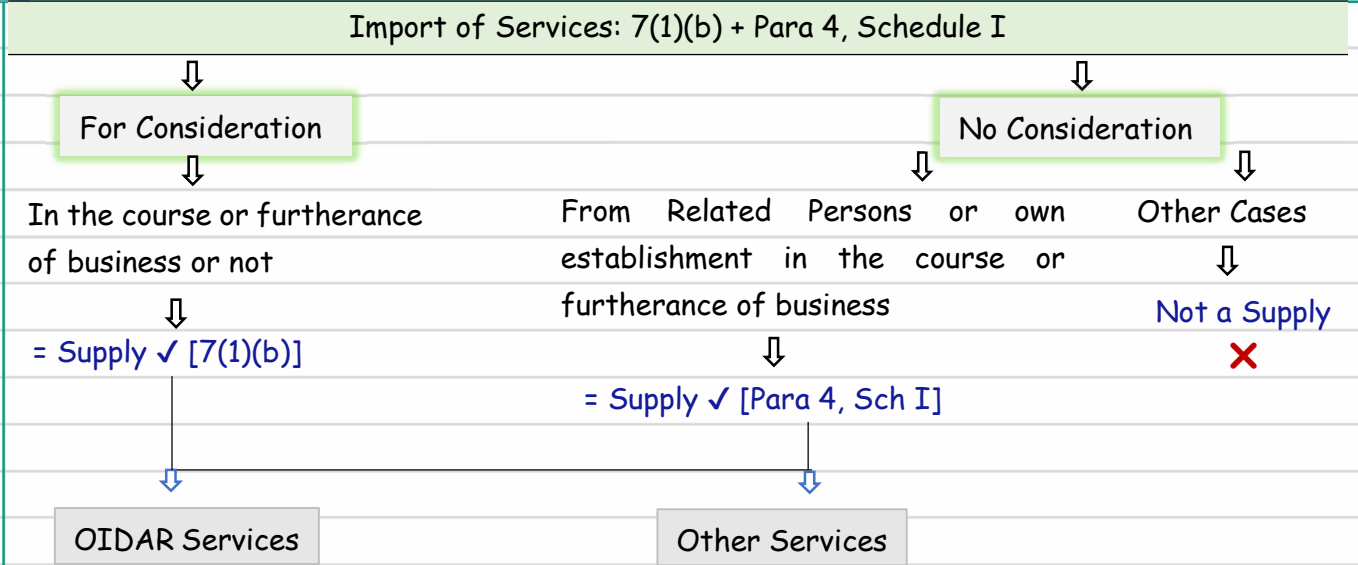 Import of Services: 7(1)(b) + Para 4, Schedule I
For Consideration
No Consideration
In the course or furtherance
of business or not
= Supply ✓ [7(1)(b)]
From Related Persons or own
establishment in the course or
furtherance of business
= Supply ✓ [Para 4, Sch I]
Other Cases
Not a Supply
OIDAR Services
Other Services